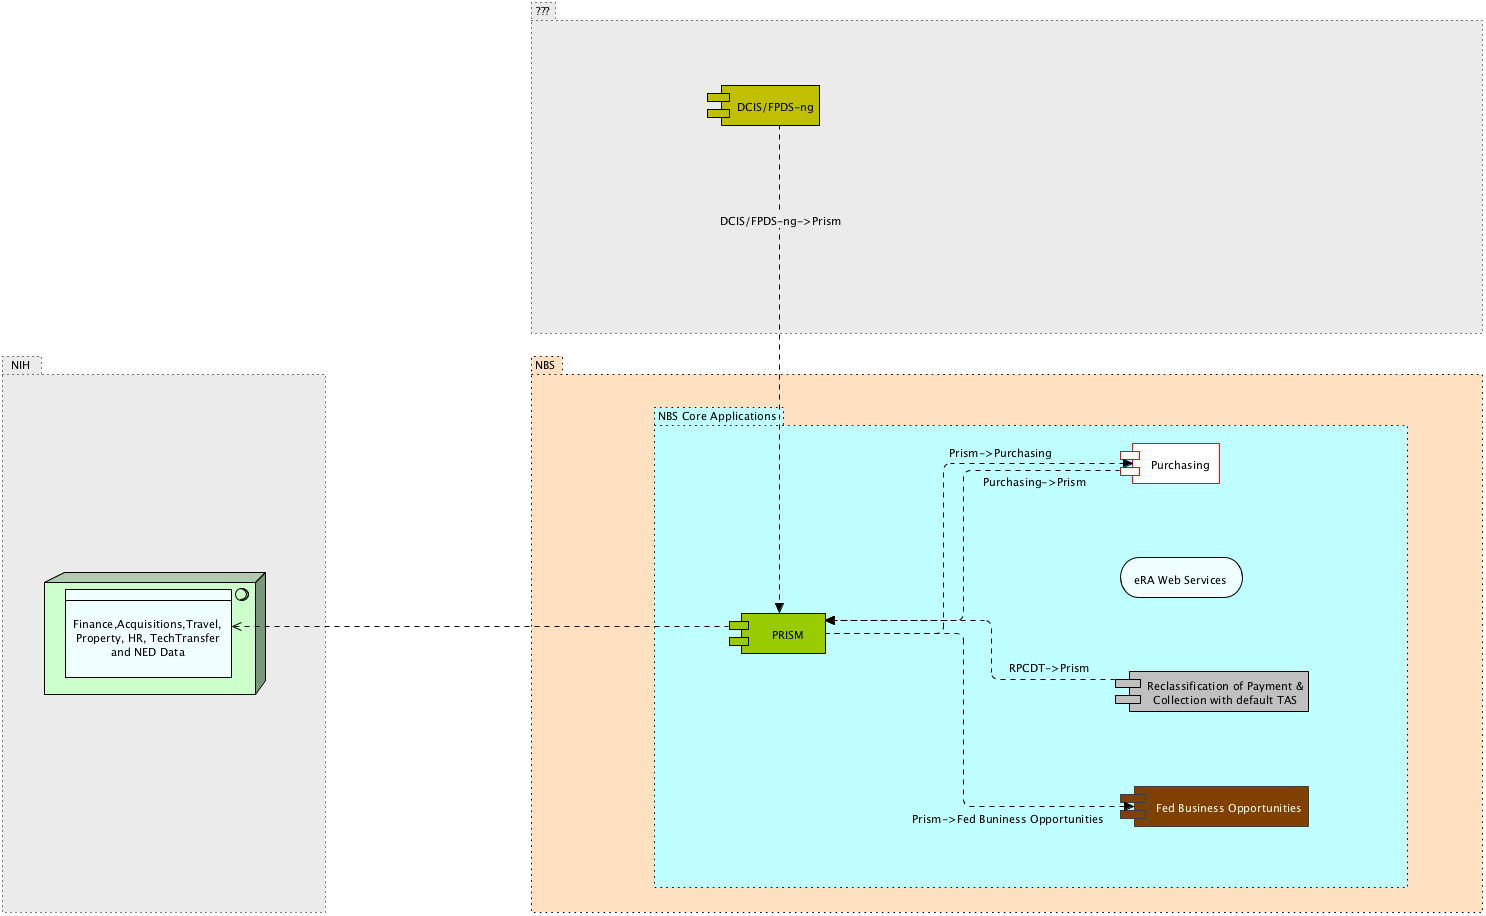 ???
DCIS/FPDS-ng
DCIS/FPDS-ng->Prism
NIH
NBS
NBS Core Applications
Prism->Purchasing
Purchasing
Purchasing->Prism
eRA Web Services
Finance,Acquisitions,Travel,
Property, HR, TechTransfer
and NED Data
PRISM
RPCDT->Prism
Reclassification of Payment &
Collection with default TAS
Fed Business Opportunities
Prism->Fed Buniness Opportunities